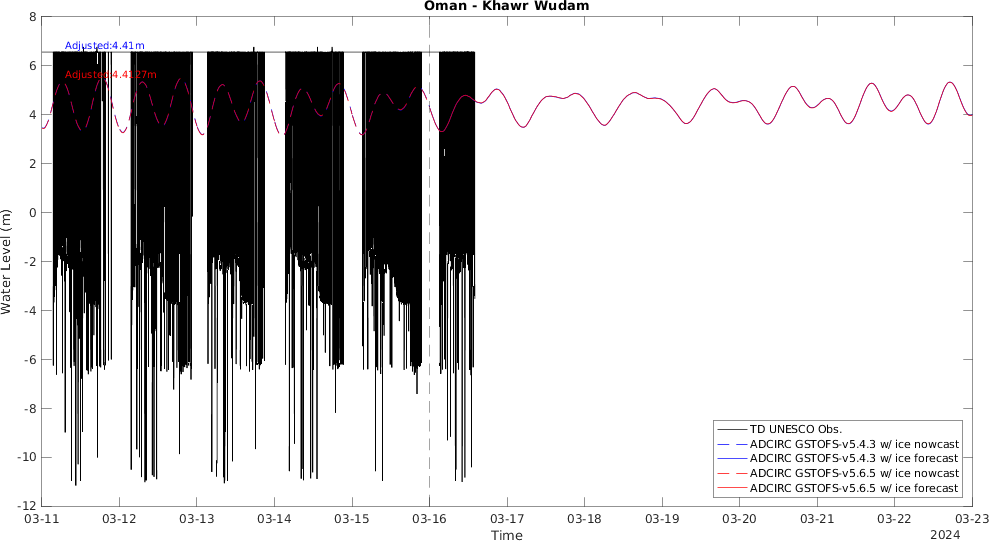 Oman - Khawr Wudam
8
6
4
2
0
-2
-4
-6
-8
-10
-12
Water Level (m)
Adjusted:4.41m
Adjusted:4.4127m
TD UNESCO Obs.
ADCIRC GSTOFS-v5.4.3 w/ ice nowcast
ADCIRC GSTOFS-v5.4.3 w/ ice forecast
ADCIRC GSTOFS-v5.6.5 w/ ice nowcast
ADCIRC GSTOFS-v5.6.5 w/ ice forecast
03-11 03-12 03-13 03-14 03-15 03-16 03-17 03-18 03-19 03-20 03-21 03-22 03-23
Time
2024